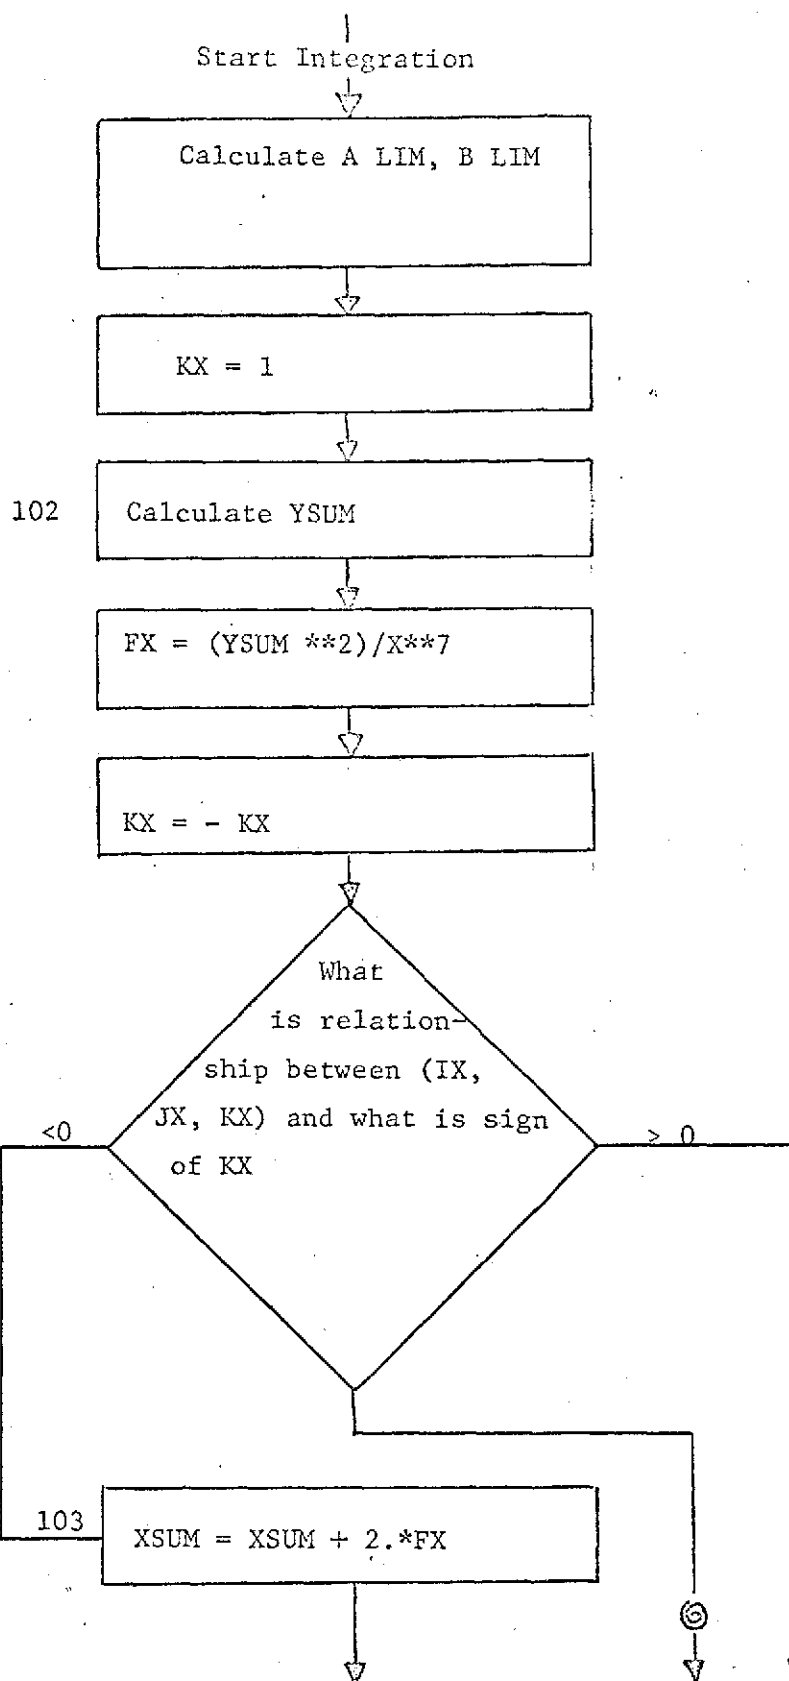 Start Integration
Calculate A LIM, B LIM
KX = 1
102
Calculate YSUM
FX = (YSUM **2)/X**7
KX = - KX
What
is relation-
ship between (IX,
JX, KX) and what is sign
of KX
<0
> 0
103
XSUM = XSUM + 2.*FX